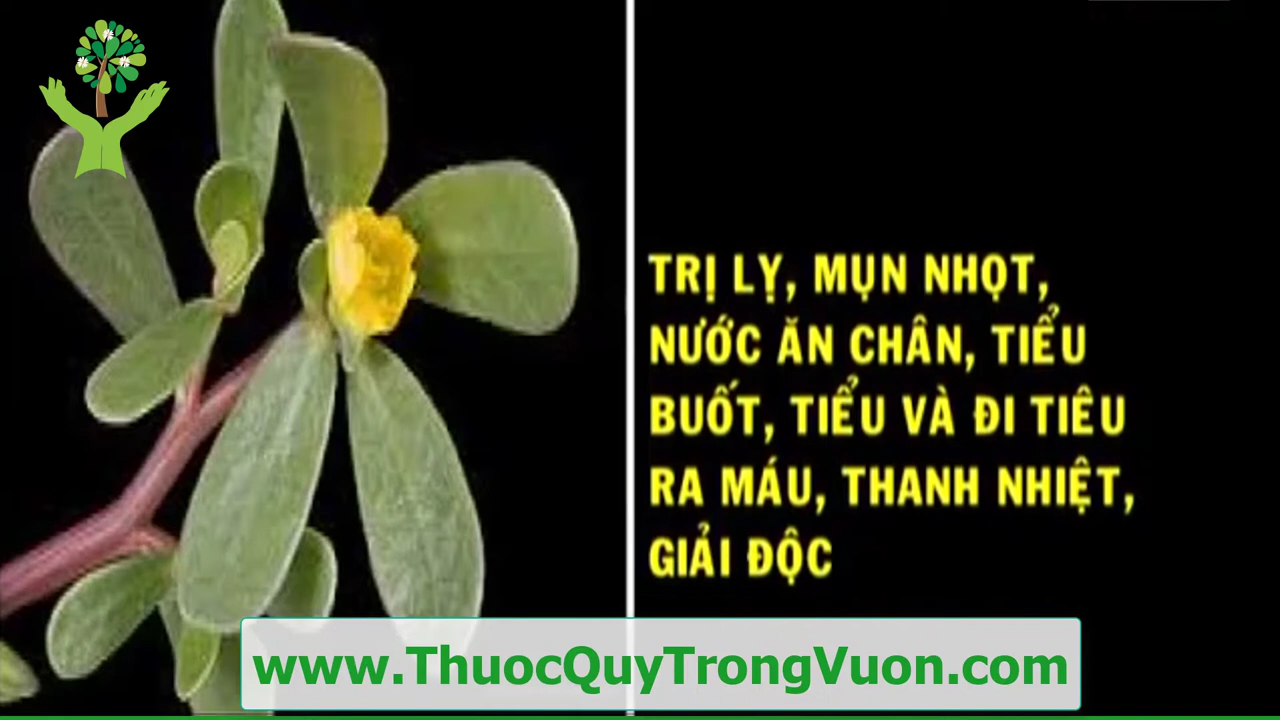 TRỊ LỴ, MỤN NHỌT,
NƯỚC ĂN CHÂN, TIỂU
BUỐT, TIỂU VÀ ĐI TIÊU
RA MÁU, THANH NHIỆT,
GIẢI ĐỘC
www.ThuocQuyTrongVuon.com